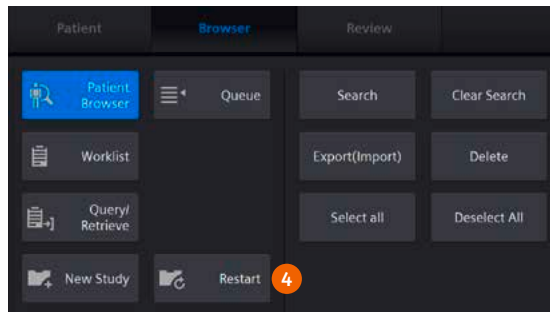 Patient Browser Review
Patient Queue Search Clear Search
Browser
Worklist Export(Import) Delete
Query/ Select all Deselect All
Retrieve
New Study Restart 4